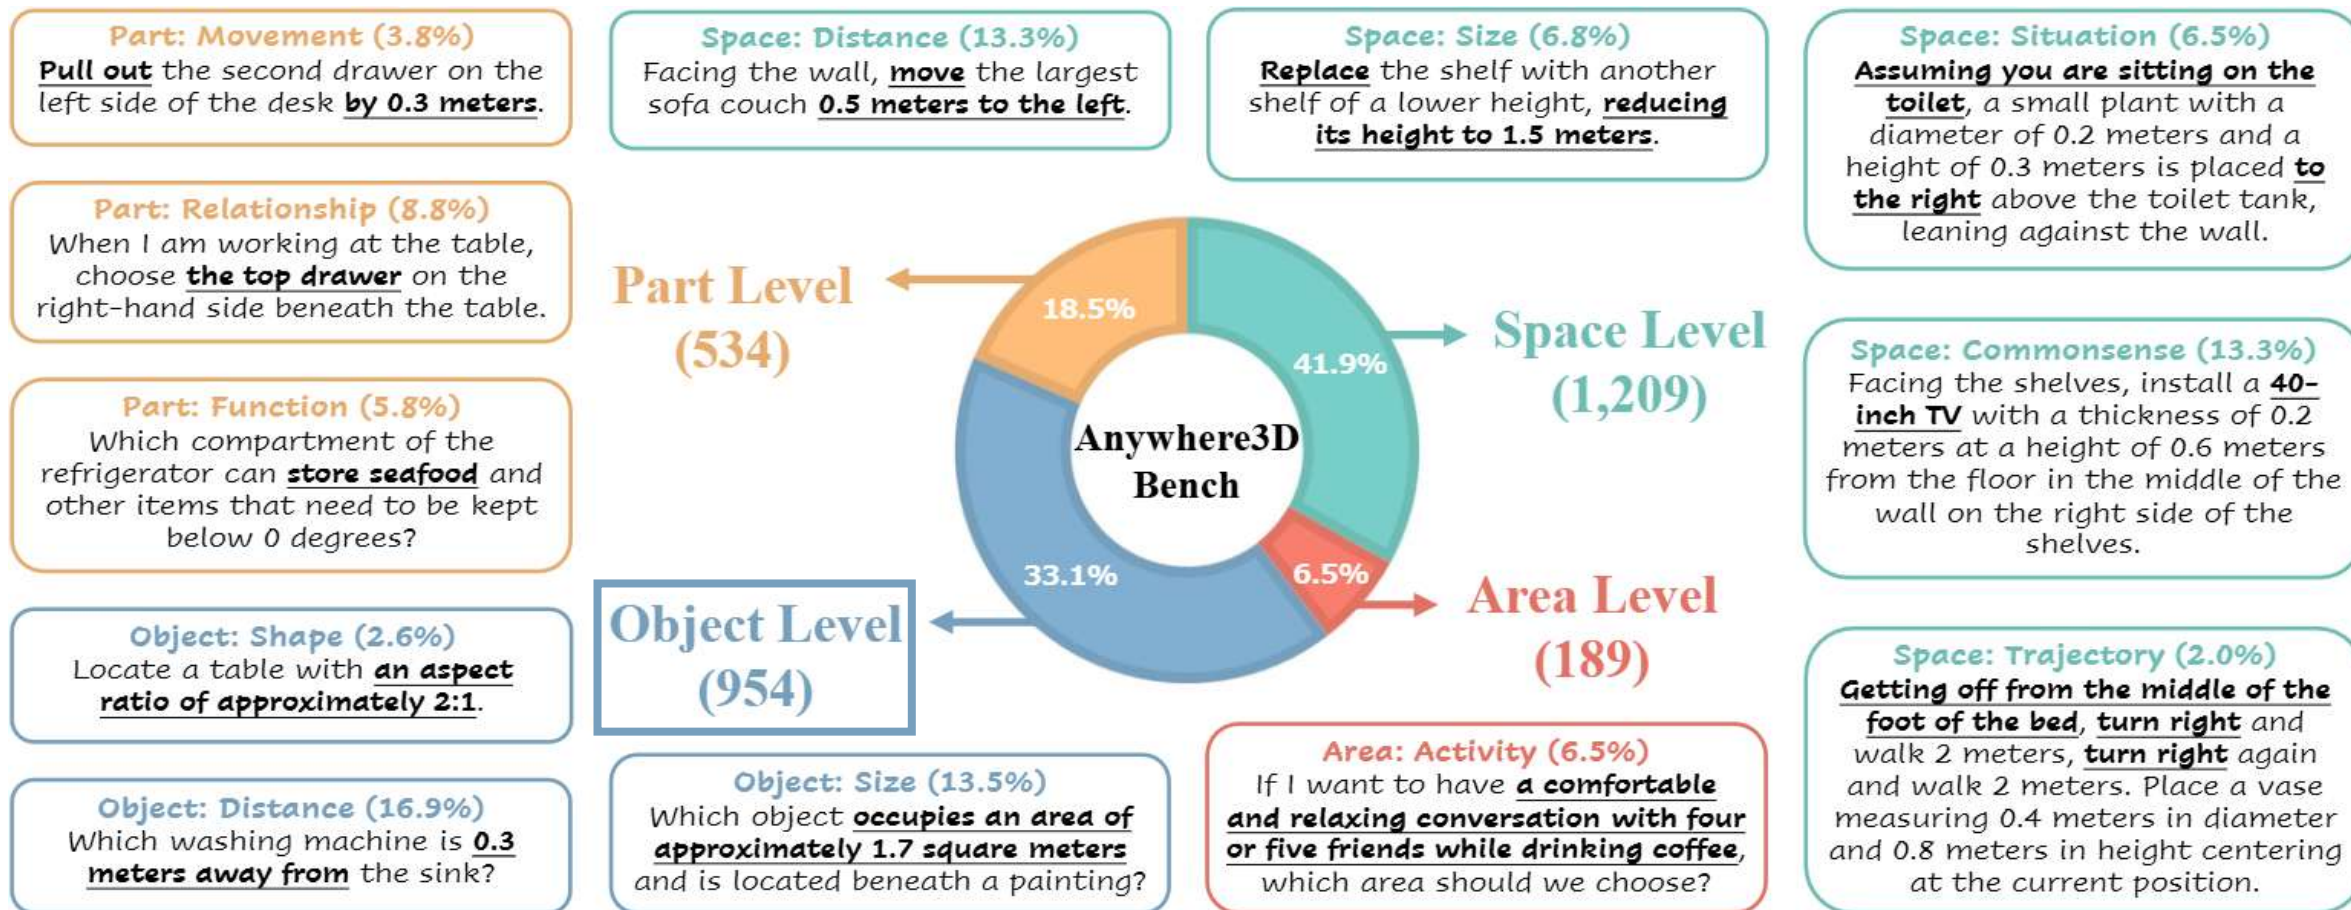 Part: Movement (3.8%)
Pull out the second drawer on the
left side of the desk by 0.3 meters.
Space: Distance (13.3%)
Facing the wall, move the largest
sofa couch 0.5 meters to the left.
Space: Size (6.8%)
Replace the shelf with another
shelf of a lower height, reducing
its height to 1.5 meters.
Space: Situation (6.5%)
Assuming you are sitting on the
toilet, a small plant with a
diameter of 0.2 meters and a
height of 0.3 meters is placed to
the right above the toilet tank,
leaning against the wall.
Part: Relationship (8.8%)
When I am working at the table,
choose the top drawer on the
right-hand side beneath the table.
Part: Function (5.8%)
Which compartment of the
refrigerator can store seafood and
other items that need to be kept
below 0 degrees?
Part Level
(534)
18.5%
41.9%
Space Level
(1,209)
Anywhere3D
Bench
33.1%
6.5%
Object Level
(954)
Area Level
(189)
Space: Commonsense (13.3%)
Facing the shelves, install a 40-
inch TV with a thickness of 0.2
meters at a height of 0.6 meters
from the floor in the middle of the
wall on the right side of the
shelves.
Object: Shape (2.6%)
Locate a table with an aspect
ratio of approximately 2:1.
Object: Distance (16.9%)
Which washing machine is 0.3
meters away from the sink?
Object: Size (13.5%)
Which object occupies an area of
approximately 1.7 square meters
and is located beneath a painting?
Area: Activity (6.5%)
If I want to have a comfortable
and relaxing conversation with four
or five friends while drinking coffee,
which area should we choose?
Space: Trajectory (2.0%)
Getting off from the middle of the
foot of the bed, turn right and
walk 2 meters, turn right again
and walk 2 meters. Place a vase
measuring 0.4 meters in diameter
and 0.8 meters in height centering
at the current position.